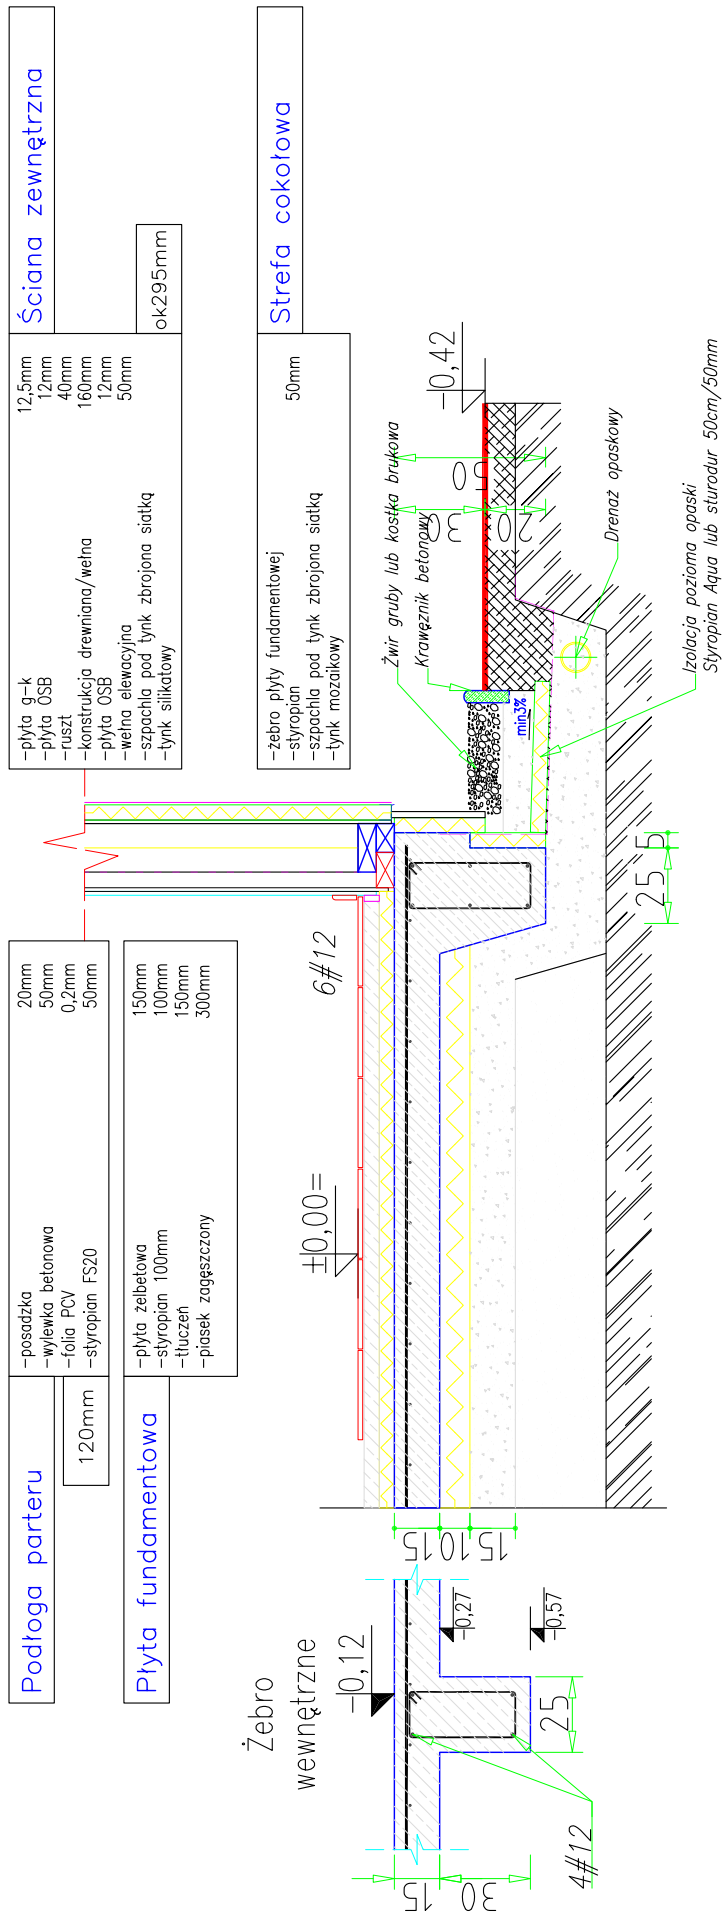 Podłoga parteru
120mm
-posadzka 20mm
-wylewka betonowa 50mm
-folia PCV 0,2mm
-styropian FS20 50mm
Płyta fundamentowa
-płyta żelbetowa 150mm
-styropian 100mm 100mm
-tłuczeń 150mm
-piasek zagęszczony 300mm
Ściana zewnętrzna
-płyta g-k 12,5mm
-płyta OSB 12mm
-ruszt 40mm
-konstrukcja drewniana/wełna 160mm
-płyta OSB 12mm
-wełna elewacyjna 50mm
-szpachla pod tynk zbrojona siatką
-tynk silikatowy
ok295mm
Strefa cokołowa
-żebro płyty fundamentowej
-styropian 50mm
-szpachla pod tynk zbrojona siatką
-tynk mozaikowy
Żebro
wewnętrzne
-0,12
-0,27
-0,57
15
30
25
4#12
15
10
15
±0,00=
6#12
25
5
Żwir gruby lub kostka brukowa
Krawężnik betonowy
-0,42
50
30
20
min3%
Drenaż opaskowy
Izolacja pozioma opaski
Styropian Aqua lub sturodur 50cm/50mm